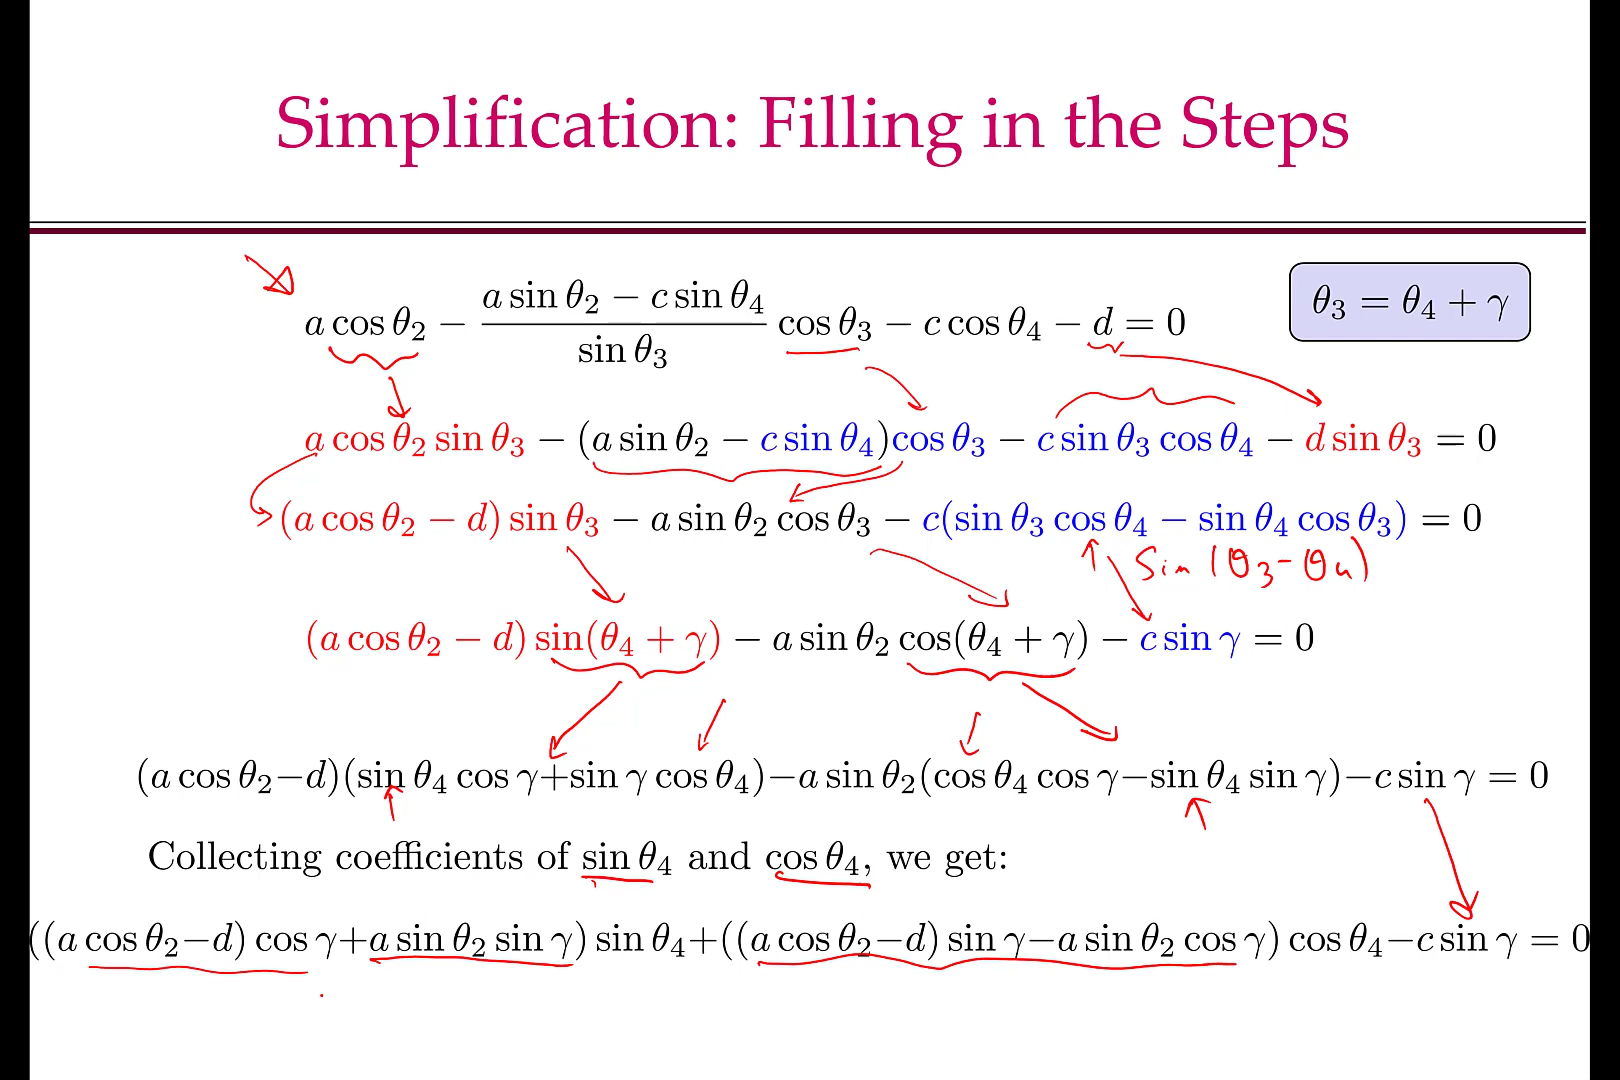 Simplification: Filling in the Steps
a cos θ₂ − (a sin θ₂ − c sin θ₄)/(sin θ₃) cos θ₃ − c cos θ₄ − d = 0
θ₃ = θ₄ + γ
a cos θ₂ sin θ₃ − (a sin θ₂ − c sin θ₄)cos θ₃ − c sin θ₃ cos θ₄ − d sin θ₃ = 0
(a cos θ₂ − d) sin θ₃ − a sin θ₂ cos θ₃ − c(sin θ₃ cos θ₄ − sin θ₄ cos θ₃) = 0
Sin (θ₃ − θ₄)
(a cos θ₂ − d) sin(θ₄ + γ) − a sin θ₂ cos(θ₄ + γ) − c sin γ = 0
(a cos θ₂−d)(sin θ₄ cos γ+sin γ cos θ₄)−a sin θ₂(cos θ₄ cos γ−sin θ₄ sin γ)−c sin γ = 0
Collecting coefficients of sin θ₄ and cos θ₄, we get:
((a cos θ₂−d) cos γ+a sin θ₂ sin γ) sin θ₄+((a cos θ₂−d) sin γ−a sin θ₂ cos γ) cos θ₄−c sin γ = 0